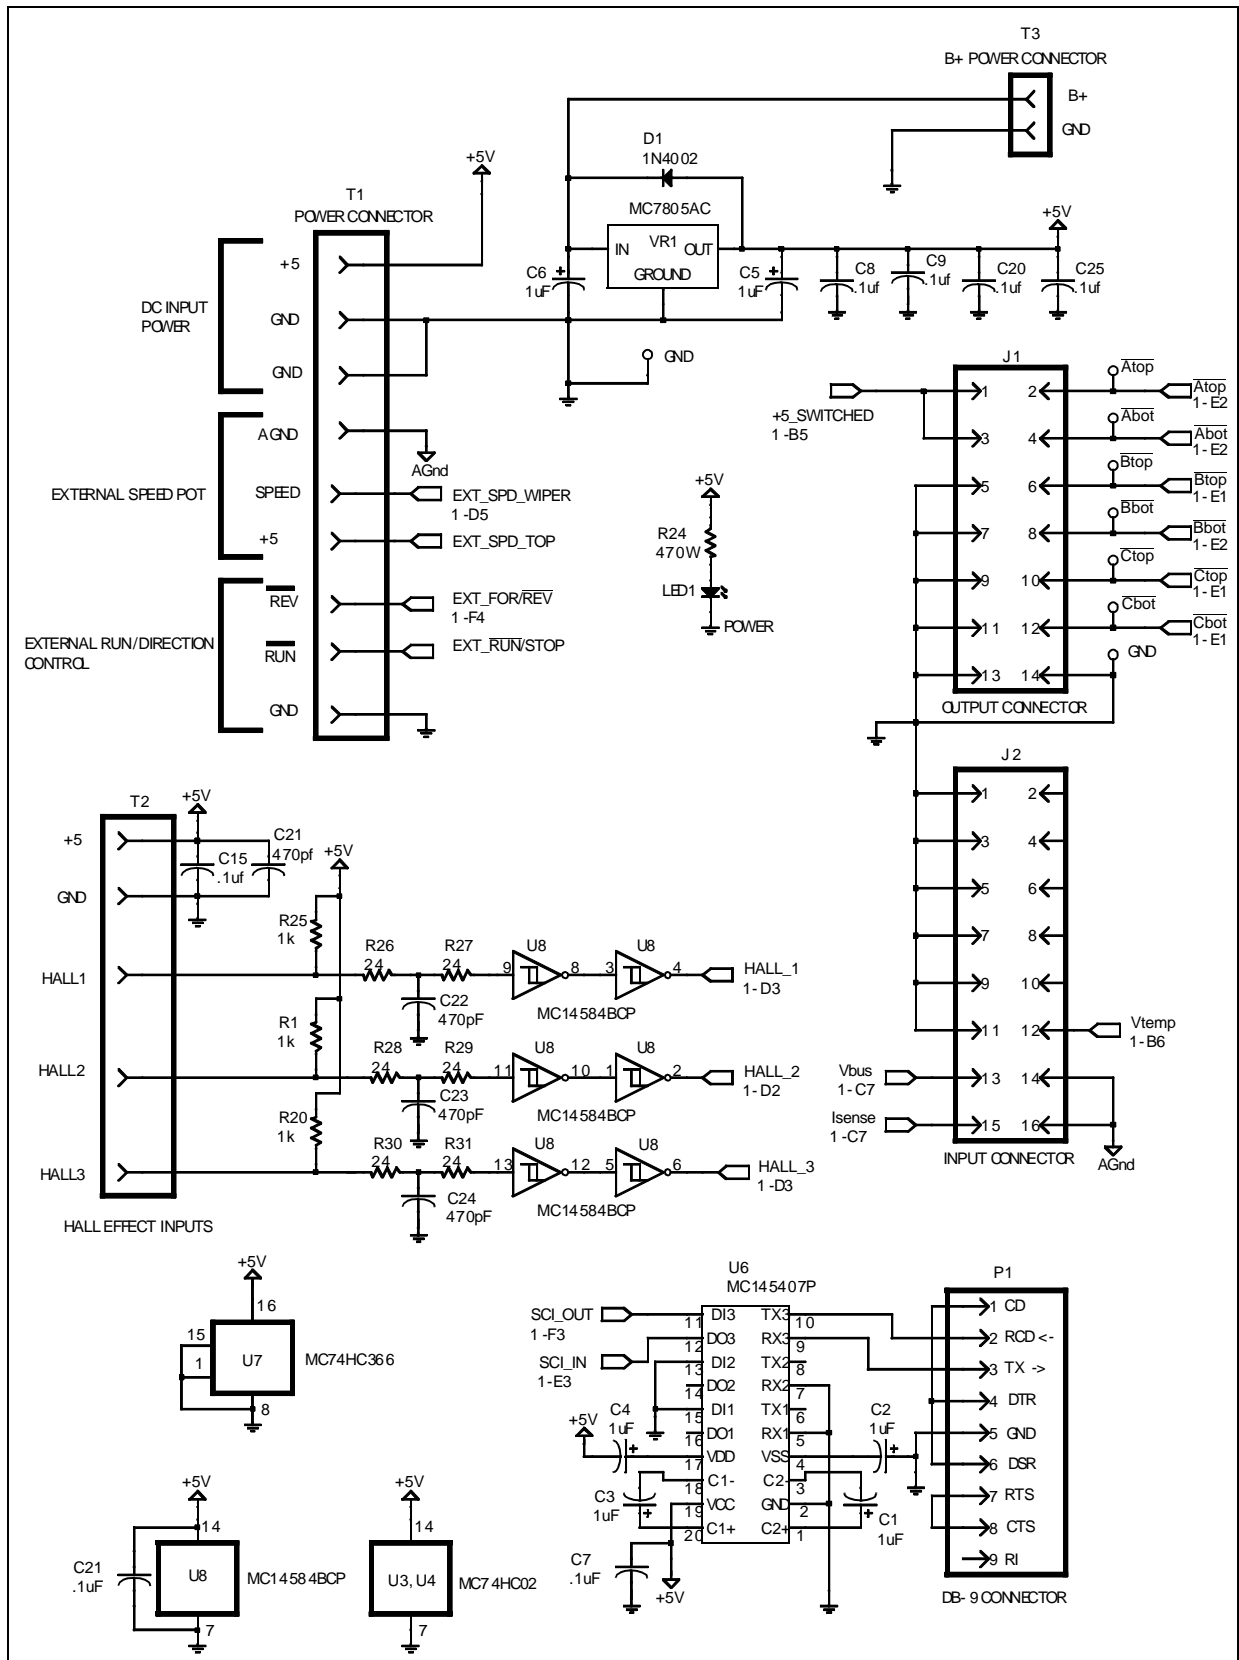 T3
B+ POWER CONNECTOR
B+
GND
D1
1N4002
+5V
T1
POWER CONNECTOR
MC7805AC
IN VR1 OUT
GROUND
+5V
DC INPUT
POWER
+5
GND
GND
C6
1uF
C5
1uF
C8
.1uf
C9
.1uf
C20
.1uf
C25
.1uf
GND
EXTERNAL SPEED POT
AGND
SPEED
+5
AGnd
EXT_SPD_WIPER
1-D5
EXT_SPD_TOP
EXTERNAL RUN/DIRECTION
CONTROL
REV
RUN
GND
EXT_FOR/REV
1-F4
EXT_RUN/STOP
+5V
R24
470W
LED1
POWER
J1
+5_SWITCHED
1-B5
1 2
3 4
5 6
7 8
9 10
11 12
13 14
Atop
Atop
1-E2
Abot
Abot
1-E2
Btop
Btop
1-E1
Bbot
Bbot
1-E2
Ctop
Ctop
1-E1
Cbot
Cbot
1-E1
GND
OUTPUT CONNECTOR
J2
1 2
3 4
5 6
7 8
9 10
11 12
13 14
15 16
Vtemp
1-B6
Vbus
1-C7
Isense
1-C7
AGnd
INPUT CONNECTOR
T2
+5V
+5
GND
HALL1
HALL2
HALL3
C15
.1uf
C21
470pf
+5V
R25
1k
R1
1k
R20
1k
R26
24
R27
24
C22
470pF
U8
9 8
U8
3 4
MC14584BCP
HALL_1
1-D3
R28
24
R29
24
C23
470pF
U8
11 10
U8
1 2
MC14584BCP
HALL_2
1-D2
R30
24
R31
24
C24
470pF
U8
13 12
U8
5 6
MC14584BCP
HALL_3
1-D3
HALL EFFECT INPUTS
+5V
16
15
1
U7
8
MC74HC366
+5V
14
C21
.1uF
U8
7
MC14584BCP
+5V
14
U3, U4
7
MC74HC02
U6
MC145407P
SCI_OUT
1-F3
SCI_IN
1-E3
DI3 TX3
11 10
DO3 RX3
12 9
DI2 TX2
13 8
DO2 RX2
14 7
DI1 TX1
15 6
DO1 RX1
16 5
VDD VSS
17 4
C1- C2-
18 3
VCC GND
19 2
C1+ C2+
20 1
+5V
C4
1uF
C3
1uF
C7
.1uF
+5V
C2
1uF
C1
1uF
P1
1 CD
2 RCD <-
3 TX ->
4 DTR
5 GND
6 DSR
7 RTS
8 CTS
9 RI
DB-9 CONNECTOR